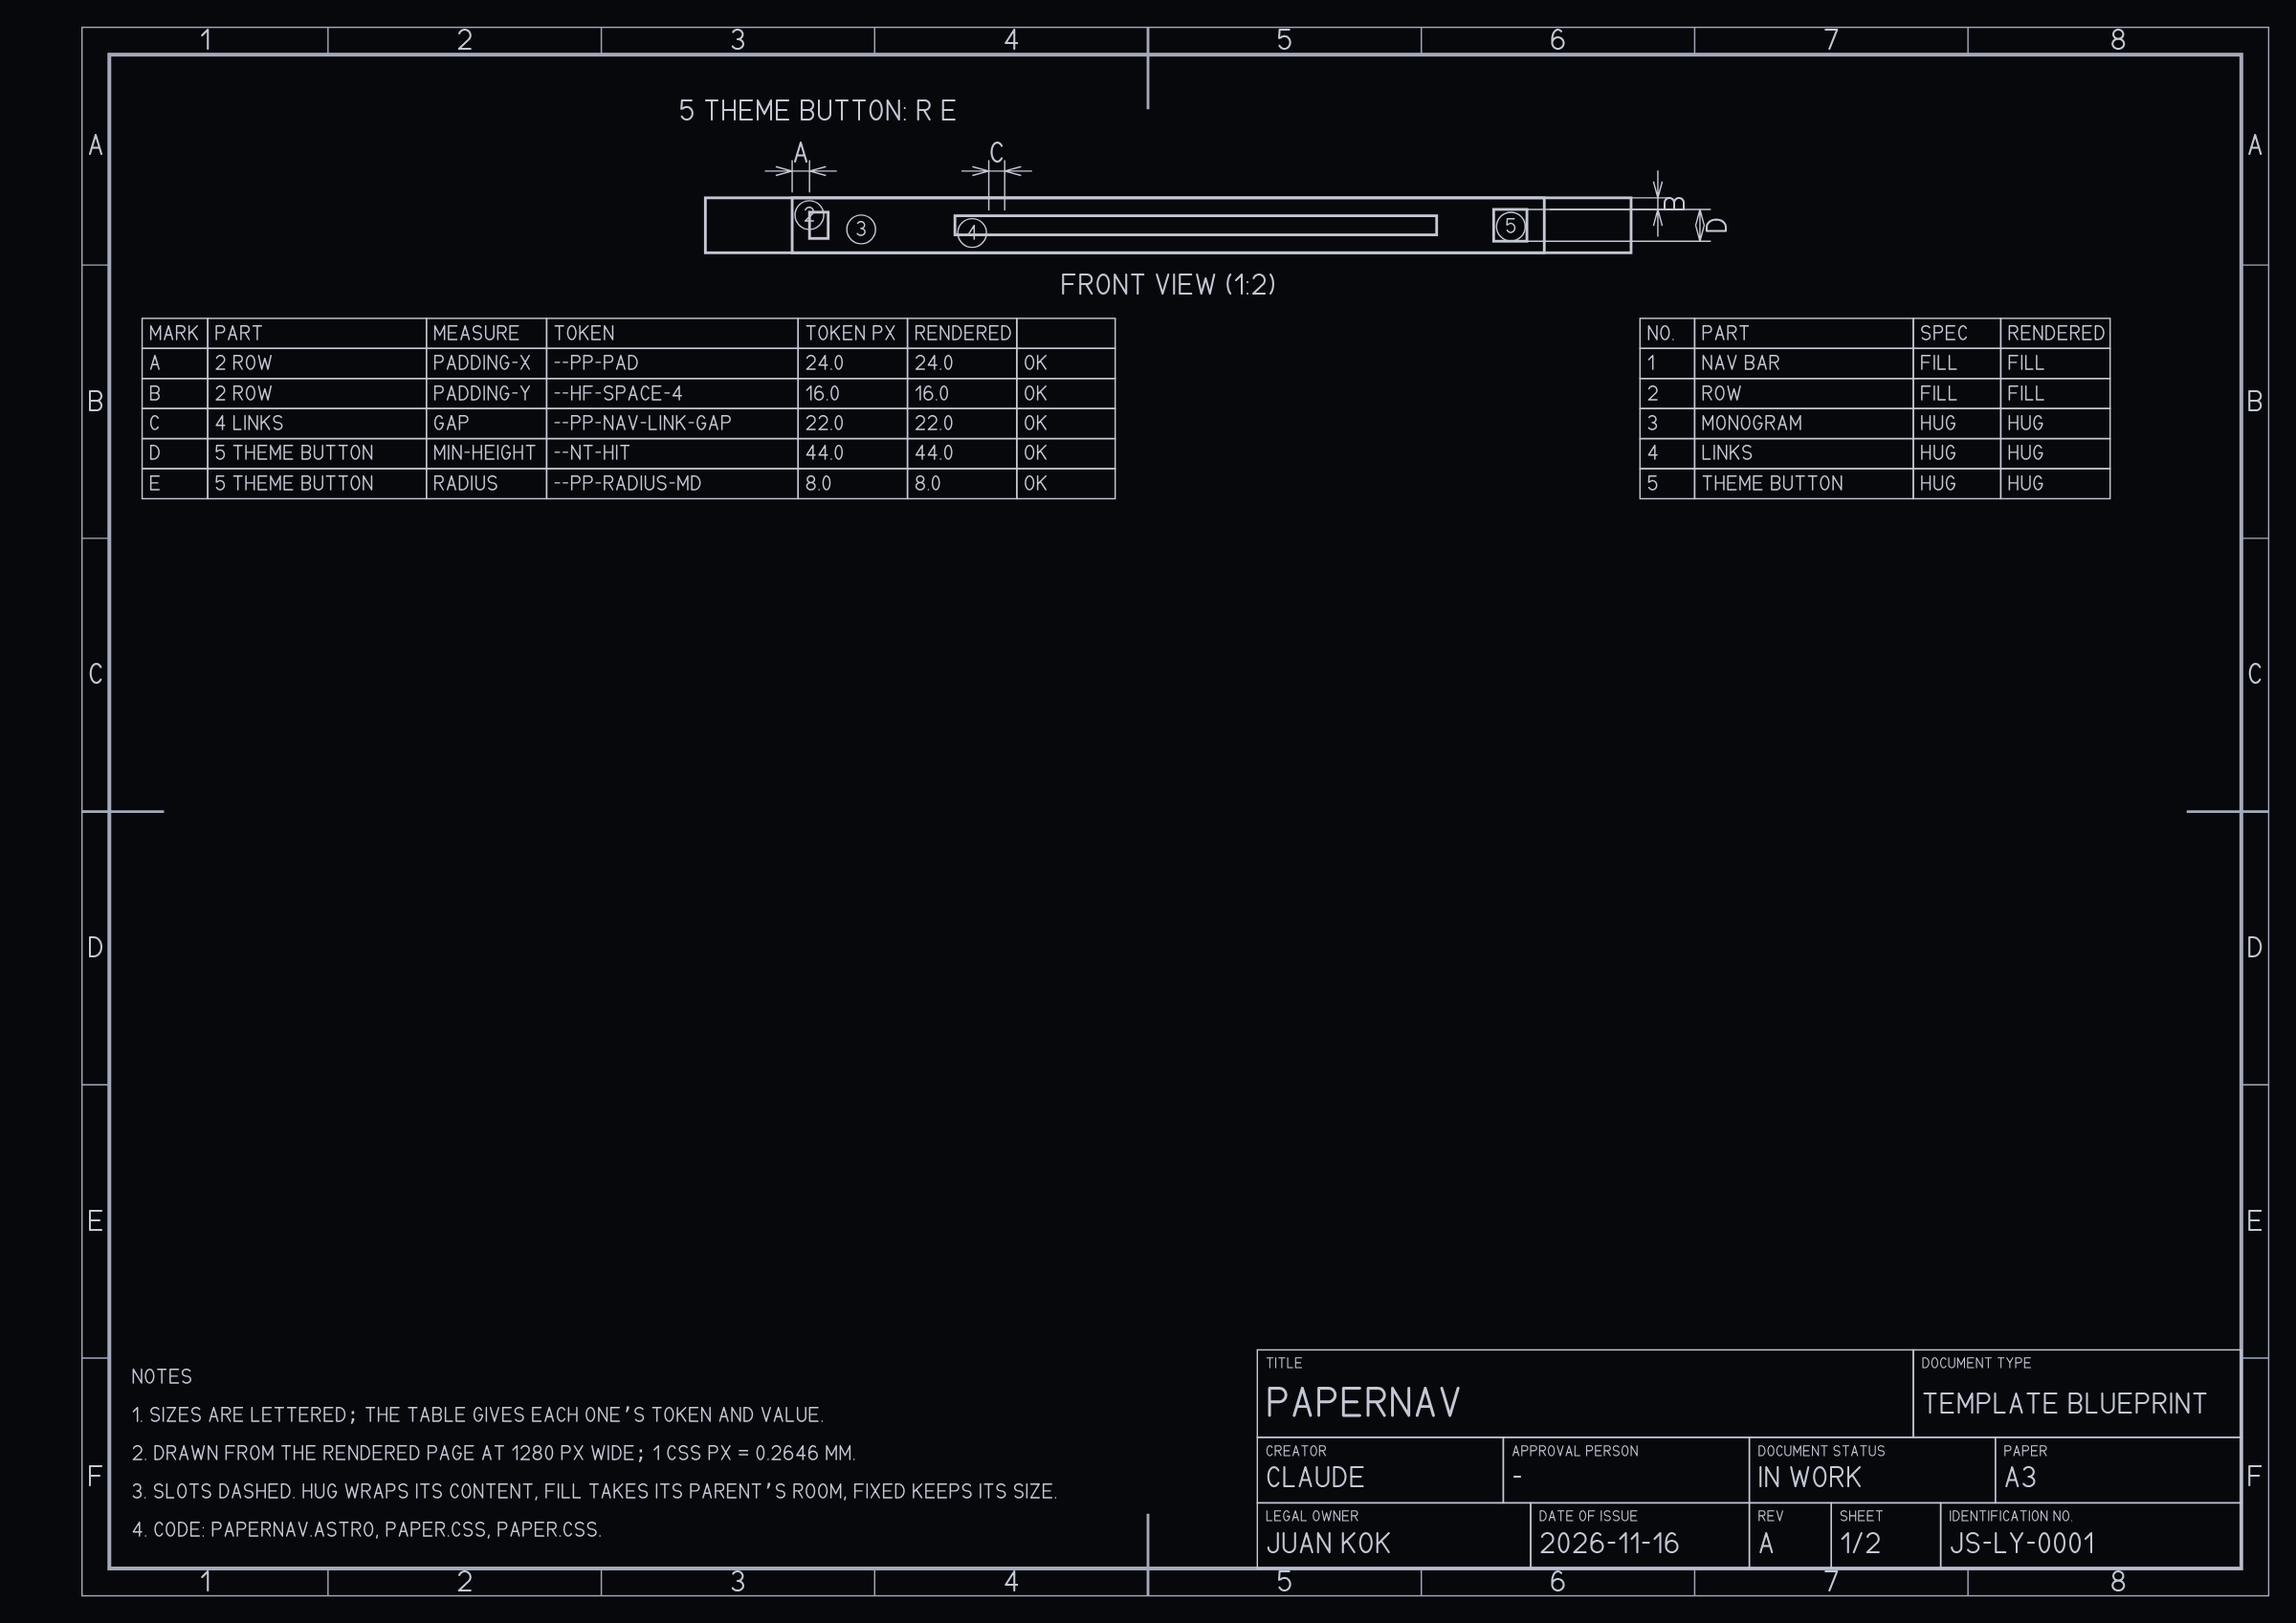 1 2 3 4 5 6 7 8
A A
B B
C C
D D
E E
F F
5 THEME BUTTON: R E
A C B D
2 3 4 5
FRONT VIEW (1:2)
MARK PART MEASURE TOKEN TOKEN PX RENDERED
A 2 ROW PADDING-X --PP-PAD 24.0 24.0 OK
B 2 ROW PADDING-Y --HF-SPACE-4 16.0 16.0 OK
C 4 LINKS GAP --PP-NAV-LINK-GAP 22.0 22.0 OK
D 5 THEME BUTTON MIN-HEIGHT --NT-HIT 44.0 44.0 OK
E 5 THEME BUTTON RADIUS --PP-RADIUS-MD 8.0 8.0 OK
NO. PART SPEC RENDERED
1 NAV BAR FILL FILL
2 ROW FILL FILL
3 MONOGRAM HUG HUG
4 LINKS HUG HUG
5 THEME BUTTON HUG HUG
NOTES
1. SIZES ARE LETTERED; THE TABLE GIVES EACH ONE'S TOKEN AND VALUE.
2. DRAWN FROM THE RENDERED PAGE AT 1280 PX WIDE; 1 CSS PX = 0.2646 MM.
3. SLOTS DASHED. HUG WRAPS ITS CONTENT, FILL TAKES ITS PARENT'S ROOM, FIXED KEEPS ITS SIZE.
4. CODE: PAPERNAV.ASTRO, PAPER.CSS, PAPER.CSS.
TITLE
PAPERNAV
DOCUMENT TYPE
TEMPLATE BLUEPRINT
CREATOR
CLAUDE
APPROVAL PERSON
-
DOCUMENT STATUS
IN WORK
PAPER
A3
LEGAL OWNER
JUAN KOK
DATE OF ISSUE
2026-11-16
REV
A
SHEET
1/2
IDENTIFICATION NO.
JS-LY-0001
1 2 3 4 5 6 7 8